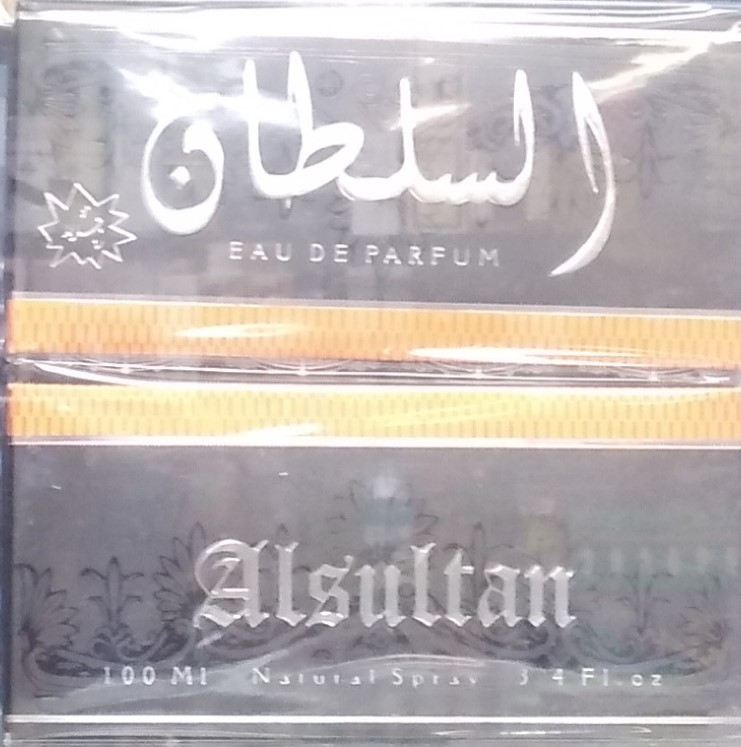 السلطان
EAU DE PARFUM
Alsultan
100 Ml Natural Spray 3 4 Fl.oz